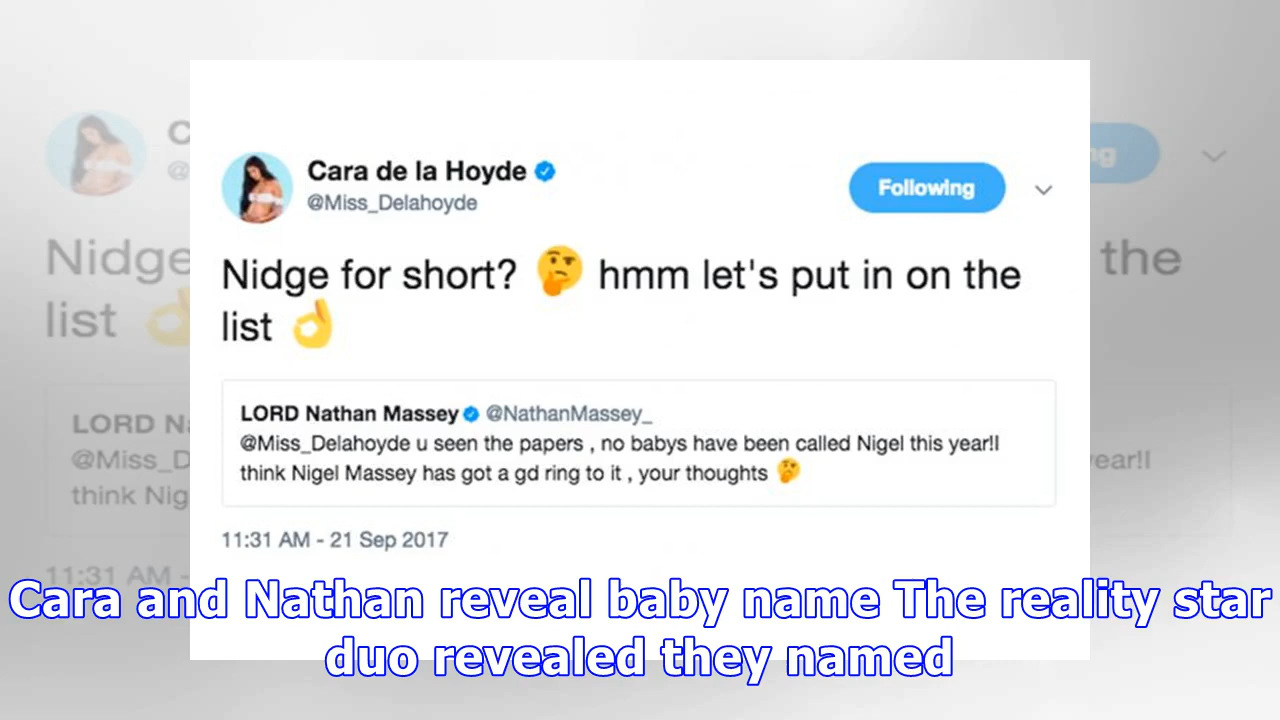 Cara de la Hoyde
@Miss_Delahoyde
Following
Nidge for short? 🤔 hmm let's put in on the
list 👌
LORD Nathan Massey @NathanMassey_
@Miss_Delahoyde u seen the papers , no babys have been called Nigel this year!I
think Nigel Massey has got a gd ring to it , your thoughts 🤔
11:31 AM - 21 Sep 2017
Cara and Nathan reveal baby name The reality star
duo revealed they named